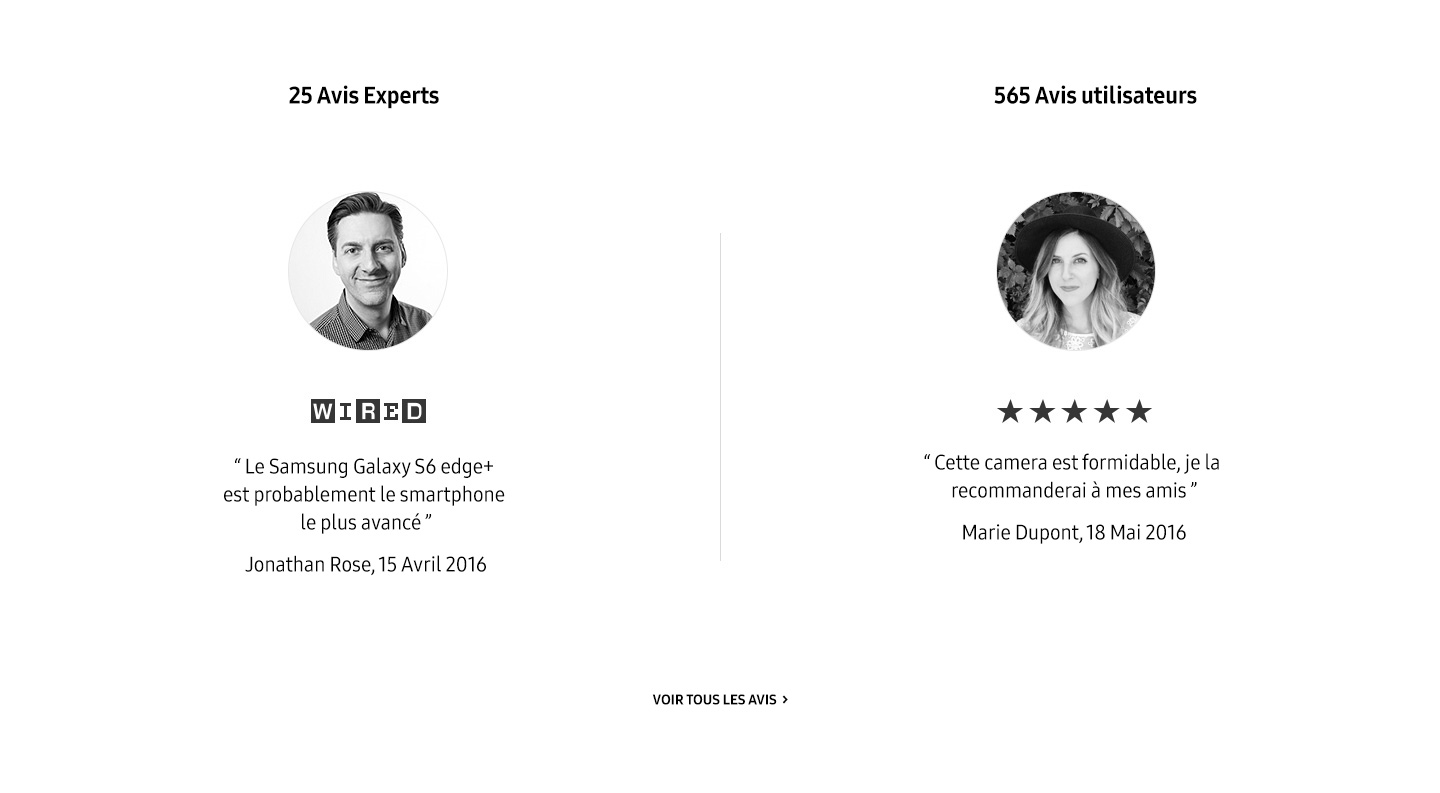 25 Avis Experts
WIRED
“ Le Samsung Galaxy S6 edge+
est probablement le smartphone
le plus avancé ”
Jonathan Rose, 15 Avril 2016
565 Avis utilisateurs
“ Cette camera est formidable, je la
recommanderai à mes amis ”
Marie Dupont, 18 Mai 2016
VOIR TOUS LES AVIS >